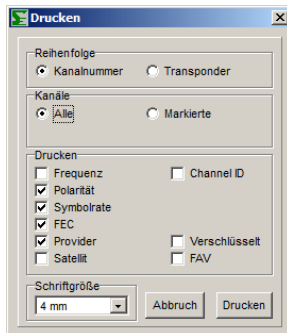 Drucken
Reihenfolge
Kanalnummer Transponder
Kanäle
Alle Markierte
Drucken
Frequenz Channel ID
Polarität
Symbolrate
FEC
Provider Verschlüsselt
Satellit FAV
Schriftgröße
4 mm Abbruch Drucken